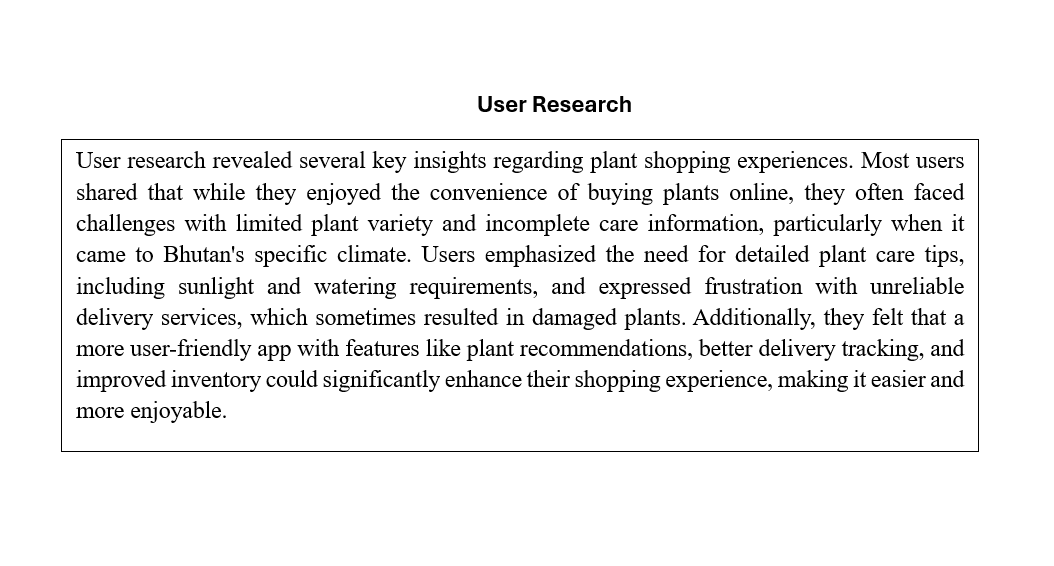 User Research
User research revealed several key insights regarding plant shopping experiences. Most users
shared that while they enjoyed the convenience of buying plants online, they often faced
challenges with limited plant variety and incomplete care information, particularly when it
came to Bhutan's specific climate. Users emphasized the need for detailed plant care tips,
including sunlight and watering requirements, and expressed frustration with unreliable
delivery services, which sometimes resulted in damaged plants. Additionally, they felt that a
more user-friendly app with features like plant recommendations, better delivery tracking, and
improved inventory could significantly enhance their shopping experience, making it easier and
more enjoyable.